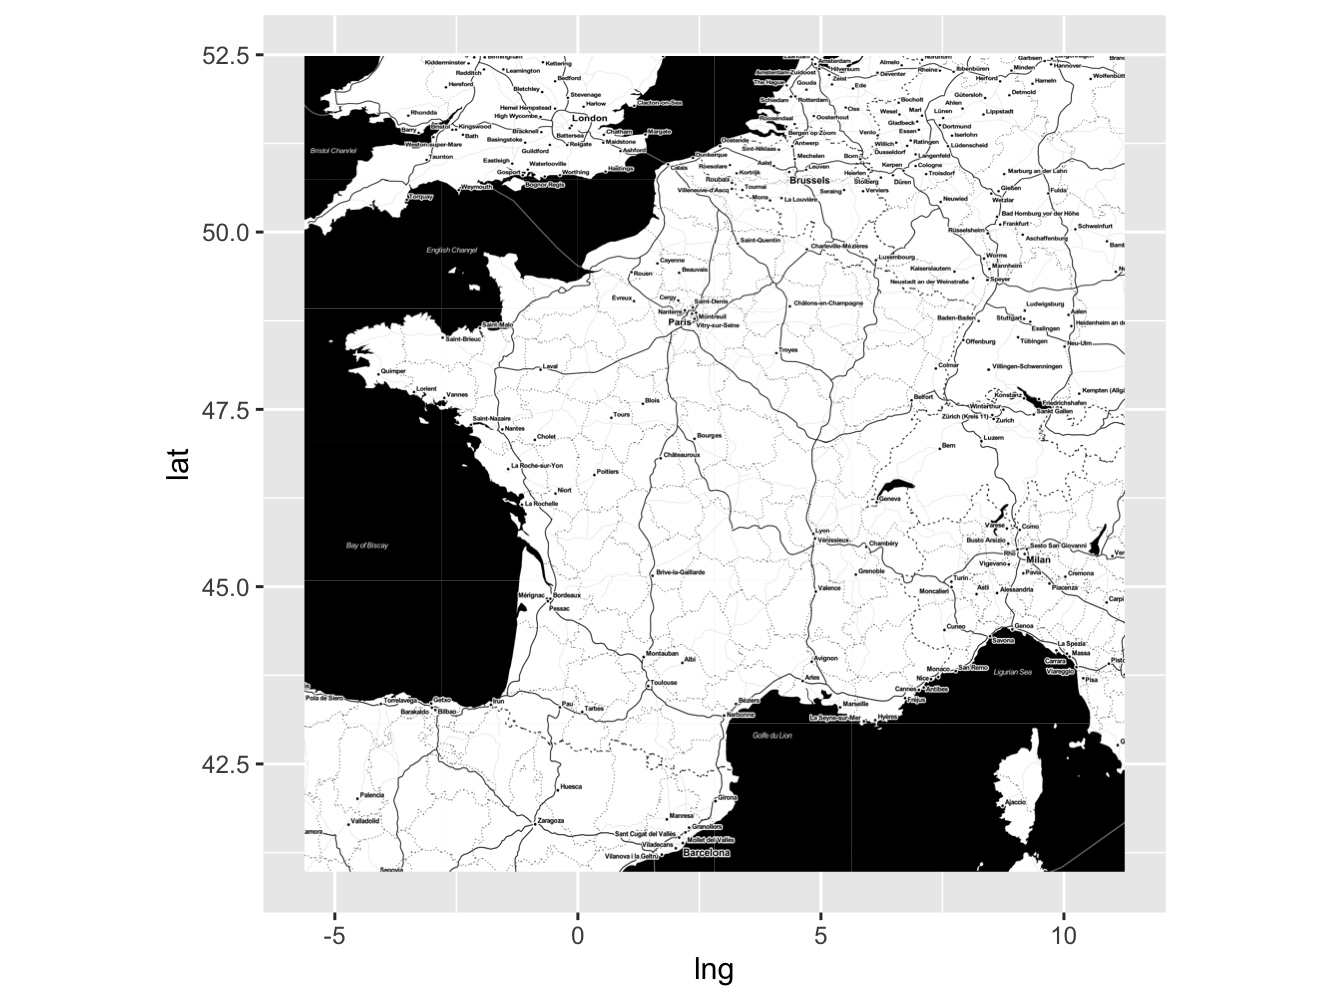 52.5
50.0
47.5
45.0
42.5
lat
-5
0
5
10
lng
Kidderminster
Birmingham
Kettering
Redditch
Leamington
Bedford
Hereford
Bletchley
Stevenage
Harlow
Clacton-on-Sea
Rhondda
Hemel Hempstead
High Wycombe
London
Barry
Bristol
Kingswood
Bath
Bracknell
Battersea
Chatham
Margate
Weston-super-Mare
Basingstoke
Reigate
Maidstone
Bristol Channel
Taunton
Guildford
Ashford
Eastleigh
Waterlooville
Gosport
Worthing
Hastings
Torquay
Weymouth
Bognor Regis
English Channel
Amsterdam
Amsterdam-Zuidoost
Hilversum
Almelo
Deventer
Rheine
Ibbenbüren
The Hague
Gouda
Zeist
Ede
Schiedam
Rotterdam
Oss
Bocholt
Roosendaal
Oosterhout
Wesel
Marl
Lünen
Gladbeck
Bergen op Zoom
Venlo
Essen
Dortmund
Iserlohn
Oostende
Sint-Niklaas
Antwerp
Willich
Ratingen
Lüdenscheid
Dunkerque
Mechelen
Born
Dusseldorf
Langenfeld
Calais
Roeselare
Aalst
Leuven
Heerlen
Kerpen
Cologne
Kortrijk
Brussels
Stolberg
Troisdorf
Roubaix
Tournai
Düren
Villeneuve-d'Ascq
Seraing
Verviers
Mons
La Louvière
Neuwied
Garbsen
Minden
Hannover
Herford
Hameln
Gütersloh
Detmold
Ahlen
Lippstadt
Marburg an der Lahn
Gießen
Fulda
Wetzlar
Bad Homburg vor der Höhe
Frankfurt
Rüsselsheim
Aschaffenburg
Schweinfurt
Saint-Quentin
Charleville-Mézières
Luxembourg
Kaiserslautern
Worms
Mannheim
Neustadt an der Weinstraße
Speyer
Cayenne
Rouen
Beauvais
Évreux
Cergy
Saint-Denis
Nanterre
Montreuil
Paris
Vitry-sur-Seine
Châlons-en-Champagne
Ludwigsburg
Baden-Baden
Stuttgart
Aalen
Esslingen
Heidenheim an de
Offenburg
Tübingen
Neu-Ulm
Saint-Malo
Saint-Brieuc
Laval
Troyes
Colmar
Villingen-Schwenningen
Quimper
Lorient
Vannes
Blois
Belfort
Konstanz
Kempten (Allgä
Friedrichshafen
Winterthur
Sankt Gallen
Saint-Nazaire
Tours
Zürich (Kreis 11)
Zurich
Nantes
Cholet
Bourges
Bern
Luzern
Châteauroux
La Roche-sur-Yon
Poitiers
Niort
Geneva
La Rochelle
Bay of Biscay
Lyon
Vénissieux
Chambéry
Varese
Como
Busto Arsizio
Sesto San Giovanni
Rho
Milan
Vigevano
Brive-la-Gaillarde
Grenoble
Turin
Pavia
Cremona
Mérignac
Bordeaux
Valence
Moncalieri
Asti
Alessandria
Piacenza
Pessac
Carpi
Cuneo
Genoa
Savona
La Spezia
Massa
Montauban
Albi
Avignon
Monaco
San Remo
Carrara
Viareggio
Toulouse
Arles
Nice
Ligurian Sea
Pisa
Cannes
Antibes
Fréjus
Pola de Siero
Torrelavega
Getxo
Irun
Pau
Tarbes
Béziers
Marseille
Barakaldo
Bilbao
Narbonne
La Seyne-sur-Mer
Hyères
Golfe du Lion
Huesca
Girona
Palencia
Ajaccio
Valladolid
Zaragoza
Manresa
Granollers
amora
Sant Cugat del Vallès
Mollet del Vallès
Viladecans
Barcelona
Vilanova i la Geltrú
Segovia